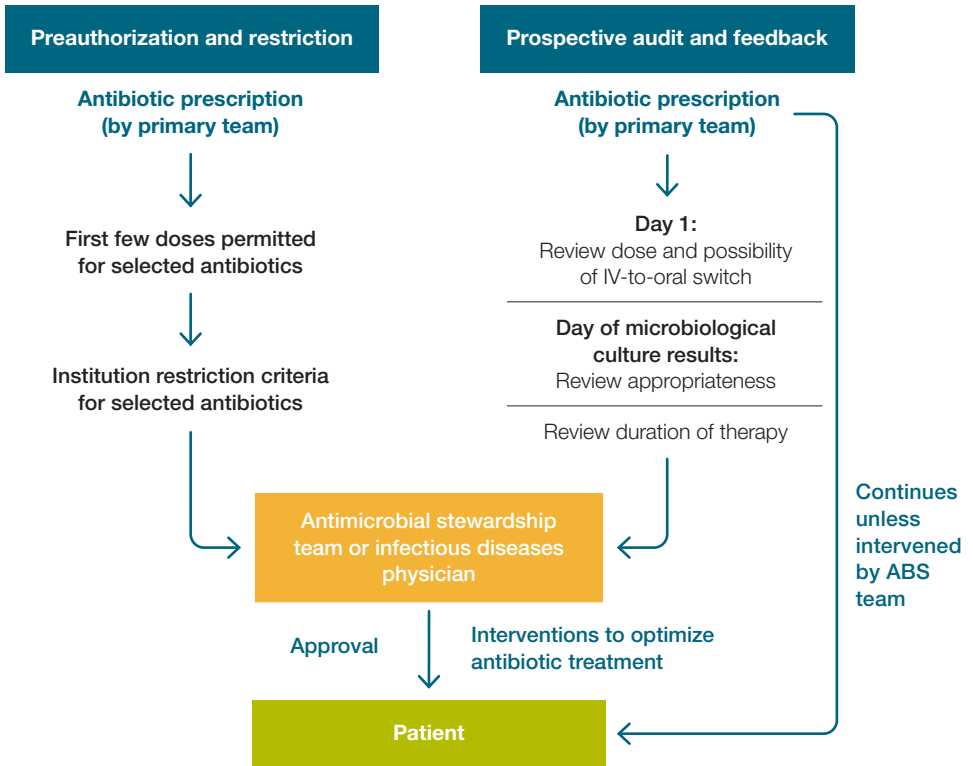 Preauthorization and restriction
Antibiotic prescription
(by primary team)
First few doses permitted
for selected antibiotics
Institution restriction criteria
for selected antibiotics
Prospective audit and feedback
Antibiotic prescription
(by primary team)
Day 1:
Review dose and possibility
of IV-to-oral switch
Day of microbiological
culture results:
Review appropriateness
Review duration of therapy
Continues
unless
intervened
by ABS
team
Antimicrobial stewardship
team or infectious diseases
physician
Approval
Interventions to optimize
antibiotic treatment
Patient